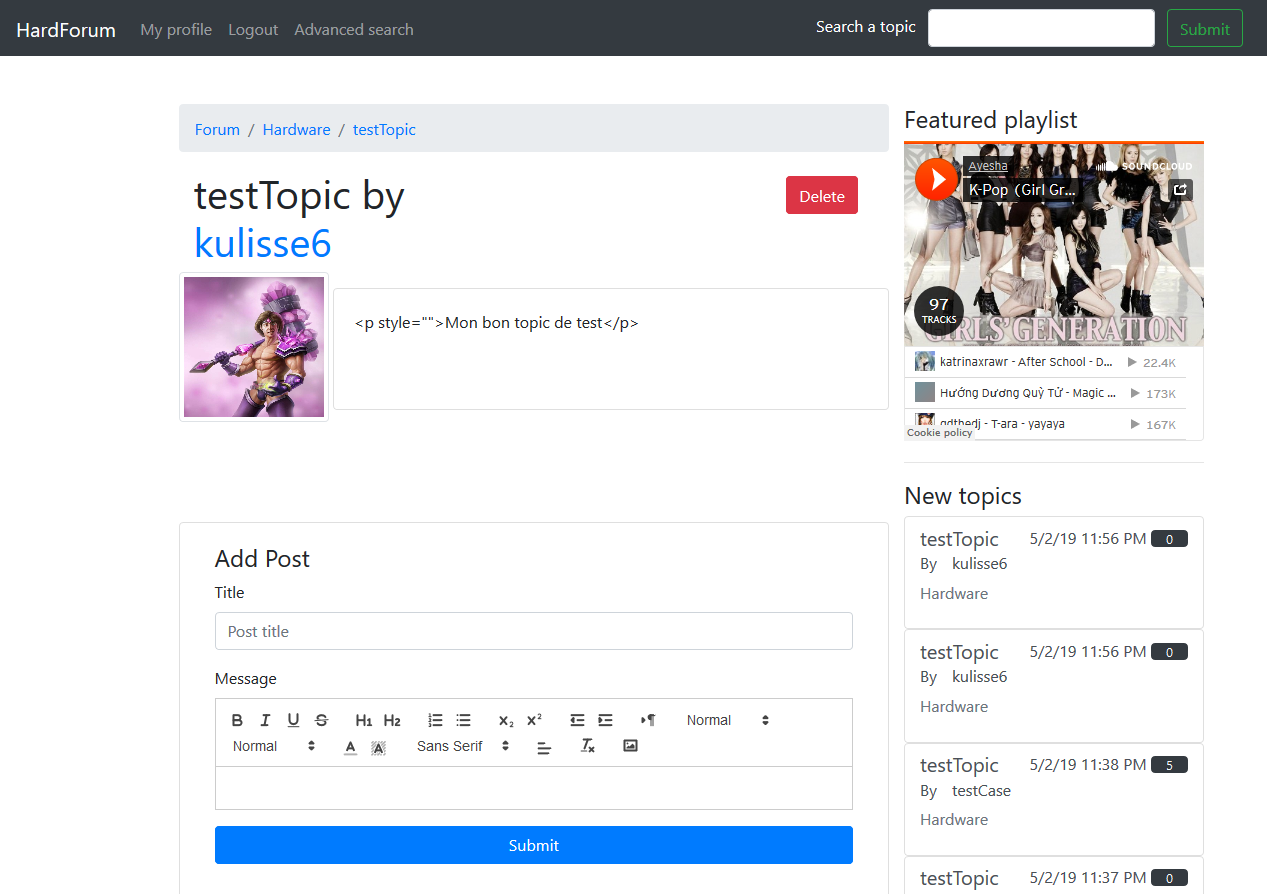 HardForum My profile Logout Advanced search Search a topic Submit
Forum / Hardware / testTopic
testTopic by
kulisse6
Delete
<p style="">Mon bon topic de test</p>
Add Post
Title
Post title
Message
B I U S H1 H2 x2 x2 Normal
Normal A A Sans Serif Tx
Submit
Featured playlist
Ayesha
SOUNDCLOUD
K-Pop (Girl Gr...
97
TRACKS
GIRLS' GENERATION
katrinaxrawr - After School - D... 22.4K
Hướng Dương Quỳ Tử - Magic ... 173K
gdthedj - T-ara - yayaya 167K
Cookie policy
New topics
testTopic 5/2/19 11:56 PM 0
By kulisse6
Hardware
testTopic 5/2/19 11:56 PM 0
By kulisse6
Hardware
testTopic 5/2/19 11:38 PM 5
By testCase
Hardware
testTopic 5/2/19 11:37 PM 0